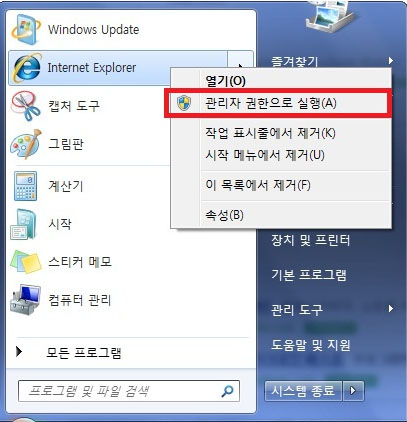 Windows Update
Internet Explorer
캡처 도구
그림판
계산기
시작
스티커 메모
컴퓨터 관리
모든 프로그램
프로그램 및 파일 검색
즐겨찾기
열기(O)
관리자 권한으로 실행(A)
작업 표시줄에서 제거(K)
시작 메뉴에서 제거(U)
이 목록에서 제거(F)
속성(B)
장치 및 프린터
기본 프로그램
관리 도구
도움말 및 지원
시스템 종료